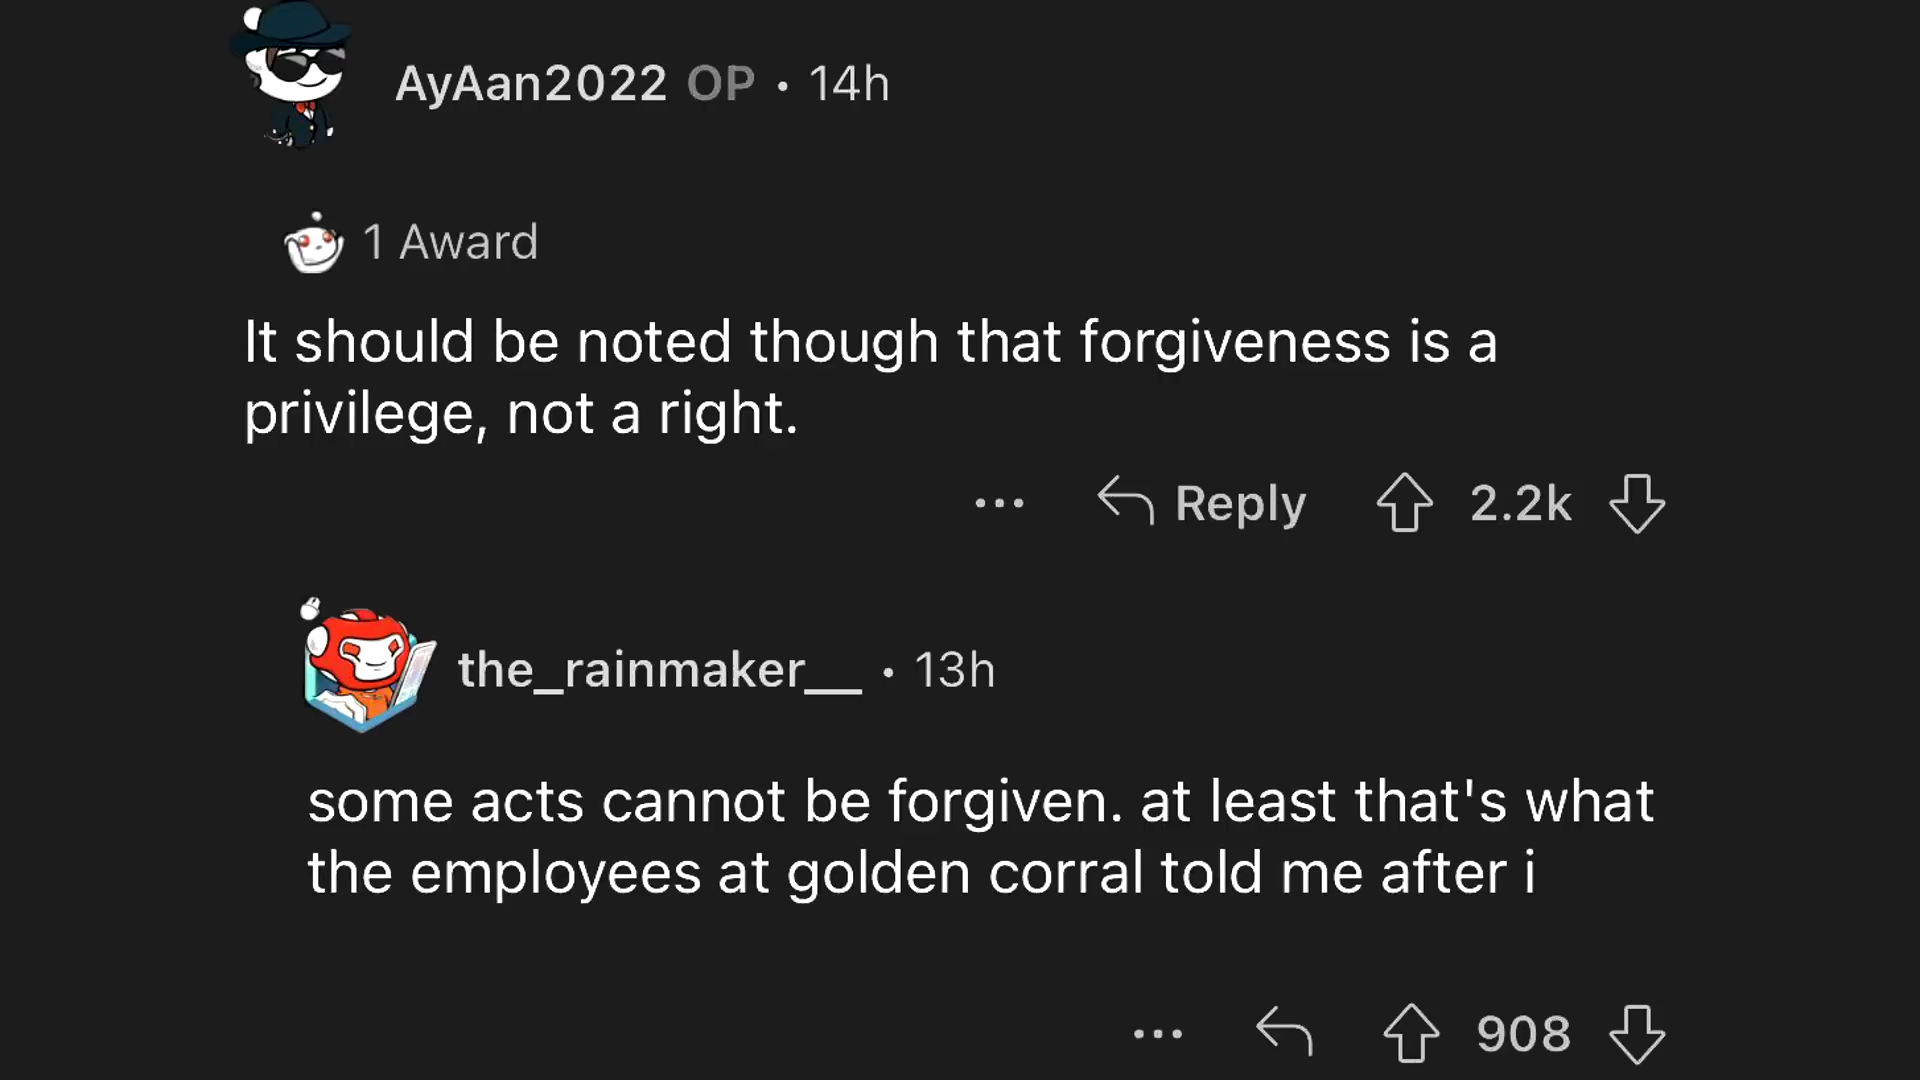 AyAan2022 OP • 14h
1 Award
It should be noted though that forgiveness is a
privilege, not a right.
... Reply 2.2k
the_rainmaker__ • 13h
some acts cannot be forgiven. at least that's what
the employees at golden corral told me after i
... 908